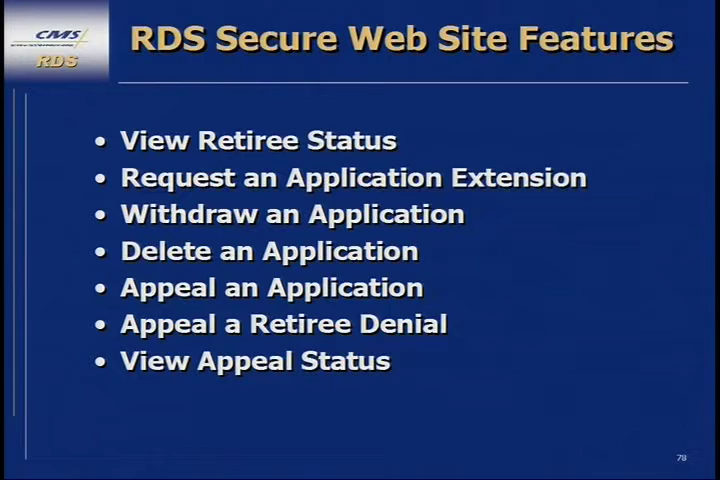 CMS
RDS
RDS Secure Web Site Features
• View Retiree Status
• Request an Application Extension
• Withdraw an Application
• Delete an Application
• Appeal an Application
• Appeal a Retiree Denial
• View Appeal Status
78